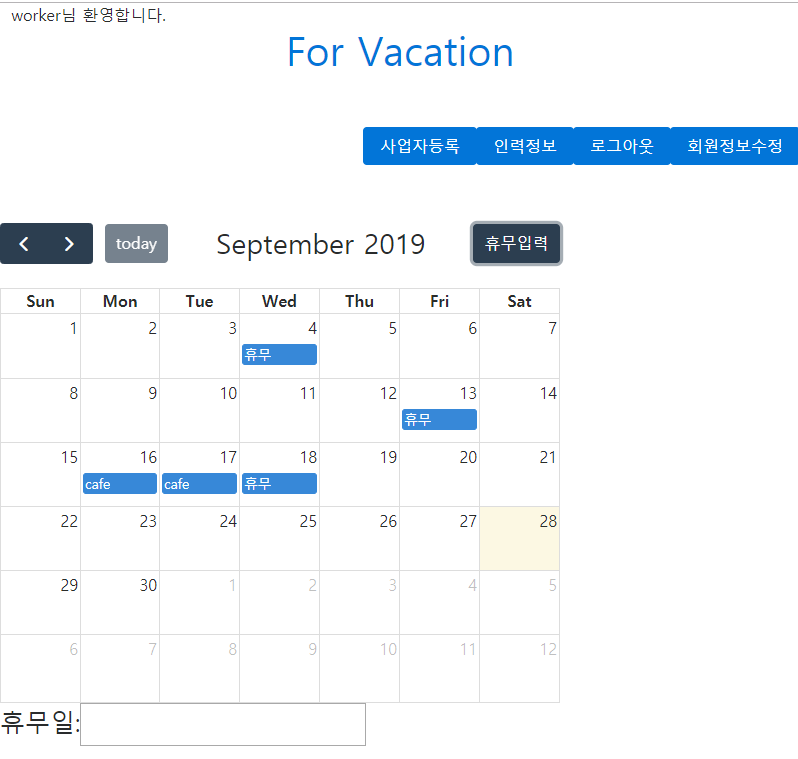 worker님 환영합니다.
For Vacation
사업자등록 인력정보 로그아웃 회원정보수정
today September 2019 휴무입력
Sun Mon Tue Wed Thu Fri Sat
1 2 3 4 5 6 7
휴무
8 9 10 11 12 13 14
휴무
15 16 17 18 19 20 21
cafe cafe 휴무
22 23 24 25 26 27 28
29 30 1 2 3 4 5
6 7 8 9 10 11 12
휴무일: